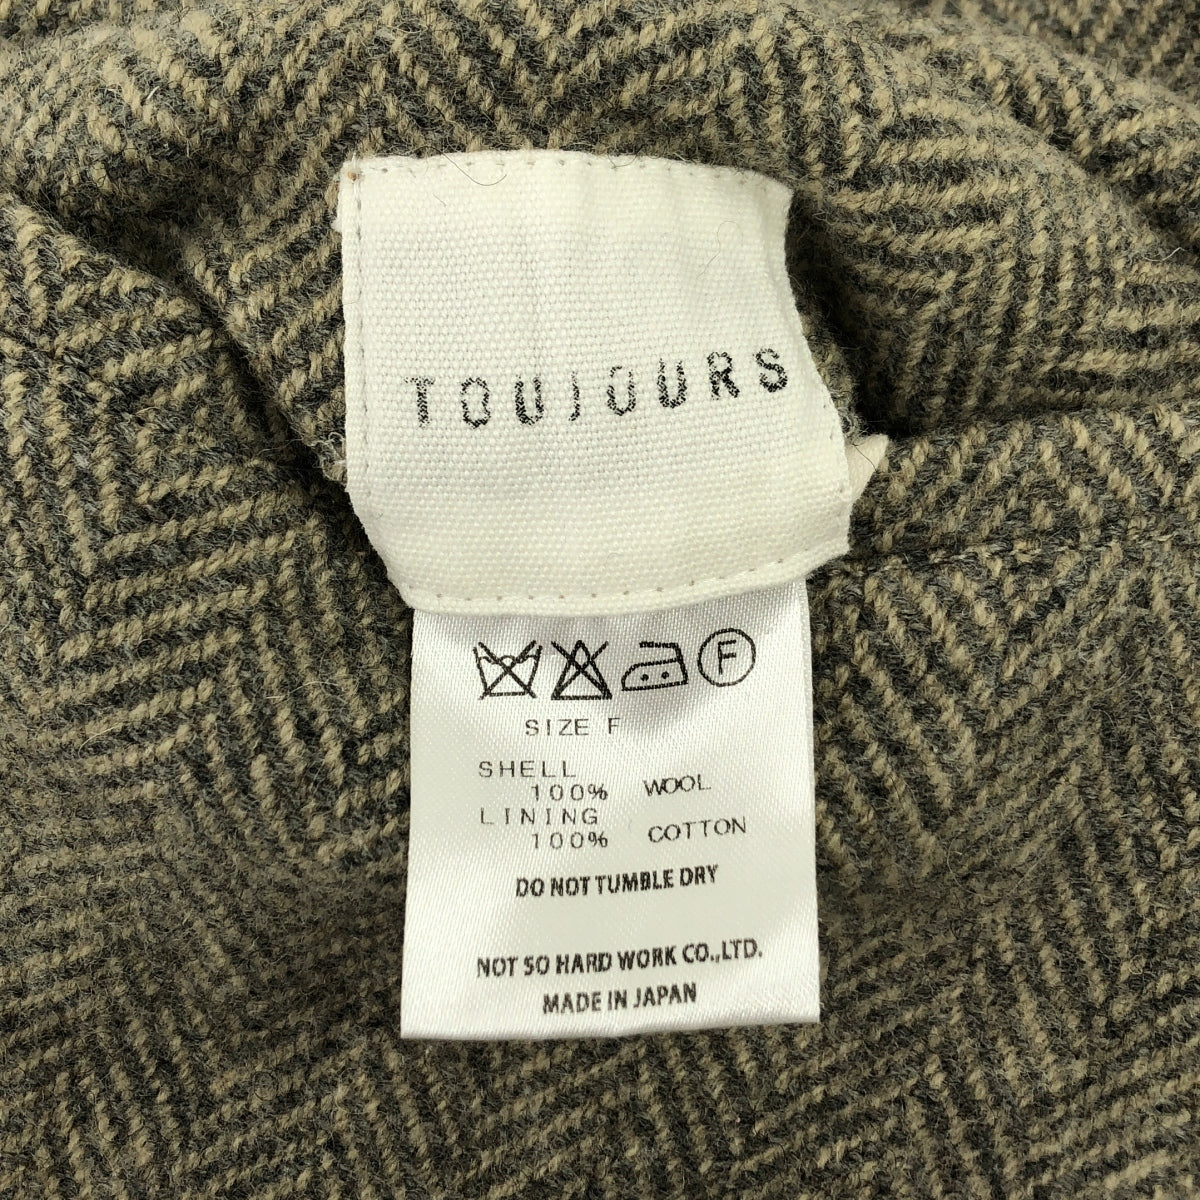 TOUJOURS
F
SIZE F
SHELL
100% WOOL
LINING
100% COTTON
DO NOT TUMBLE DRY
NOT SO HARD WORK CO.,LTD.
MADE IN JAPAN